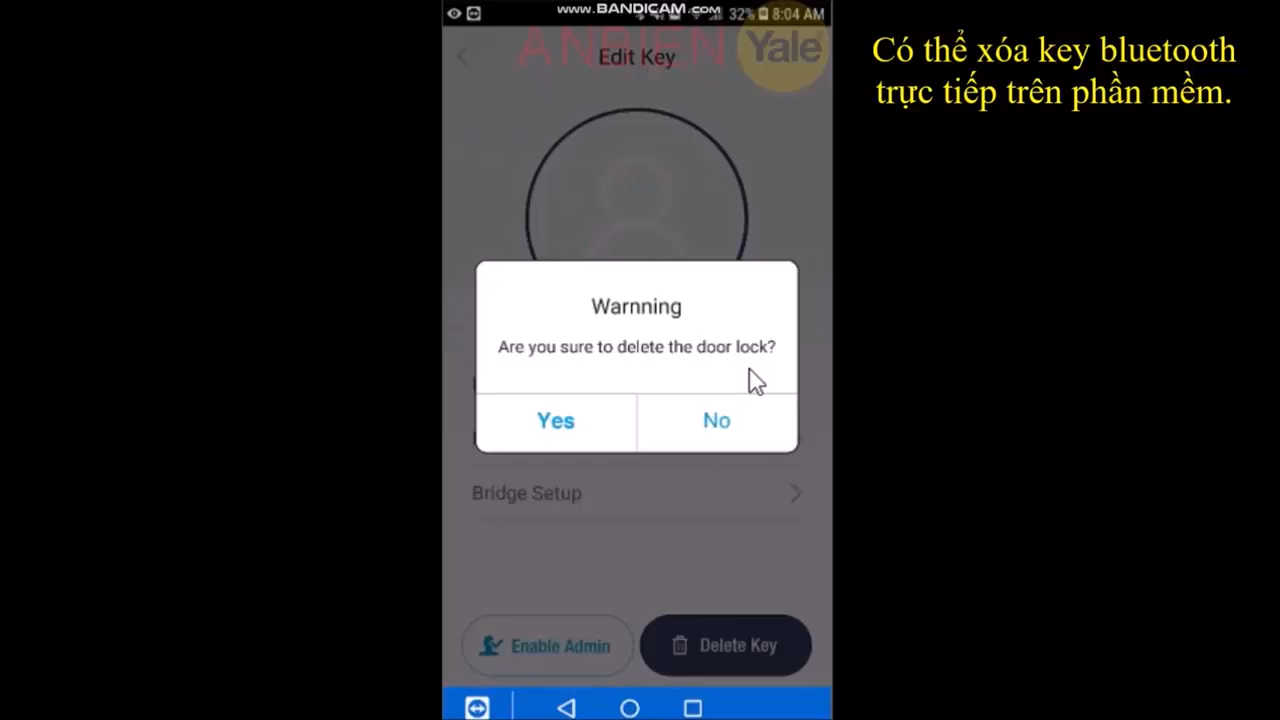 www.BANDICAM.com
32% 8:04 AM
ANBIEN Yale
Edit Key
Có thể xóa key bluetooth
trực tiếp trên phần mềm.
Warnning
Are you sure to delete the door lock?
Yes No
Bridge Setup
Enable Admin Delete Key